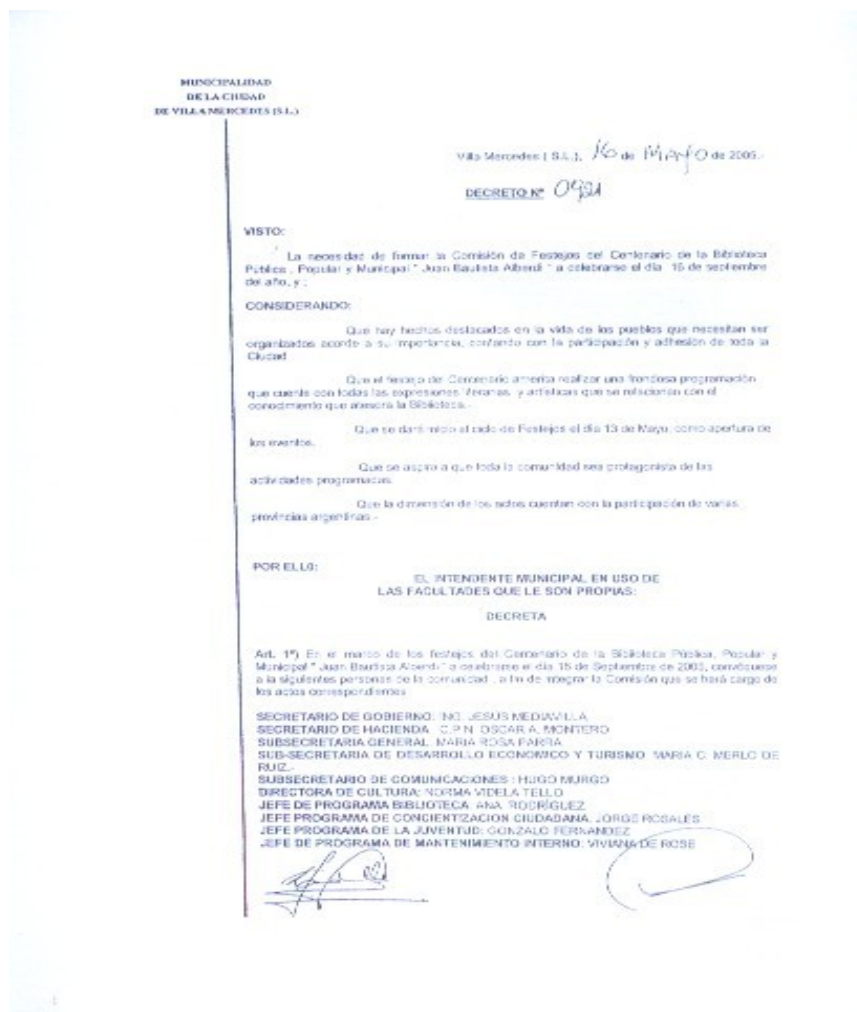 MUNICIPALIDAD
DE LA CIUDAD
DE VILLA MERCEDES (S.L.)
Villa Mercedes ( S.L.), 16 de Mayo de 2005.-
DECRETO Nº
VISTO:
La necesidad de formar la Comisión de Festejos del Centenario de la Biblioteca
Pública , Popular y Municipal " Juan Bautista Alberdi " a celebrarse el día 15 de septiembre
del año, y ;
CONSIDERANDO:
Que hay hechos destacados en la vida de los pueblos que necesitan ser
organizados acorde a su importancia, contando con la participación y adhesión de toda la
Ciudad
Que el festejo del Centenario amerita realizar una frondosa programación
que cuente con todas las expresiones literarias y artísticas que se relacionan con el
conocimiento que atesora la Biblioteca.-
Que se dará inicio al ciclo de Festejos el día 13 de Mayo, como apertura de
los eventos.
Que se aspira a que toda la comunidad sea protagonista de las
actividades programadas.
Que la dimensión de los actos cuentan con la participación de varias
provincias argentinas.-
POR ELLO:
EL INTENDENTE MUNICIPAL EN USO DE
LAS FACULTADES QUE LE SON PROPIAS:
DECRETA
Art. 1º) En el marco de los festejos del Centenario de la Biblioteca Pública, Popular y
Municipal " Juan Bautista Alberdi " a celebrarse el día 15 de Septiembre de 2005, convóquese
a la siguientes personas de la comunidad , a fin de integrar la Comisión que se hará cargo de
los actos correspondientes
SECRETARIO DE GOBIERNO: ING. JESUS MEDIAVILLA
SECRETARIO DE HACIENDA: C.P.N. OSCAR A. MONTERO
SUBSECRETARIA GENERAL: MARIA ROSA PARRA
SUB-SECRETARIA DE DESARROLLO ECONOMICO Y TURISMO: MARIA C. MERLO DE
RUIZ.-
SUBSECRETARIO DE COMUNICACIONES : HUGO MURGO
DIRECTORA DE CULTURA: NORMA VIDELA TELLO
JEFE DE PROGRAMA BIBLIOTECA: ANA RODRÍGUEZ
JEFE PROGRAMA DE CONCIENTIZACION CIUDADANA: JORGE ROSALES
JEFE PROGRAMA DE LA JUVENTUD: GONZALO FERNANDEZ
JEFE DE PROGRAMA DE MANTENIMIENTO INTERNO: VIVIANA DE ROSE